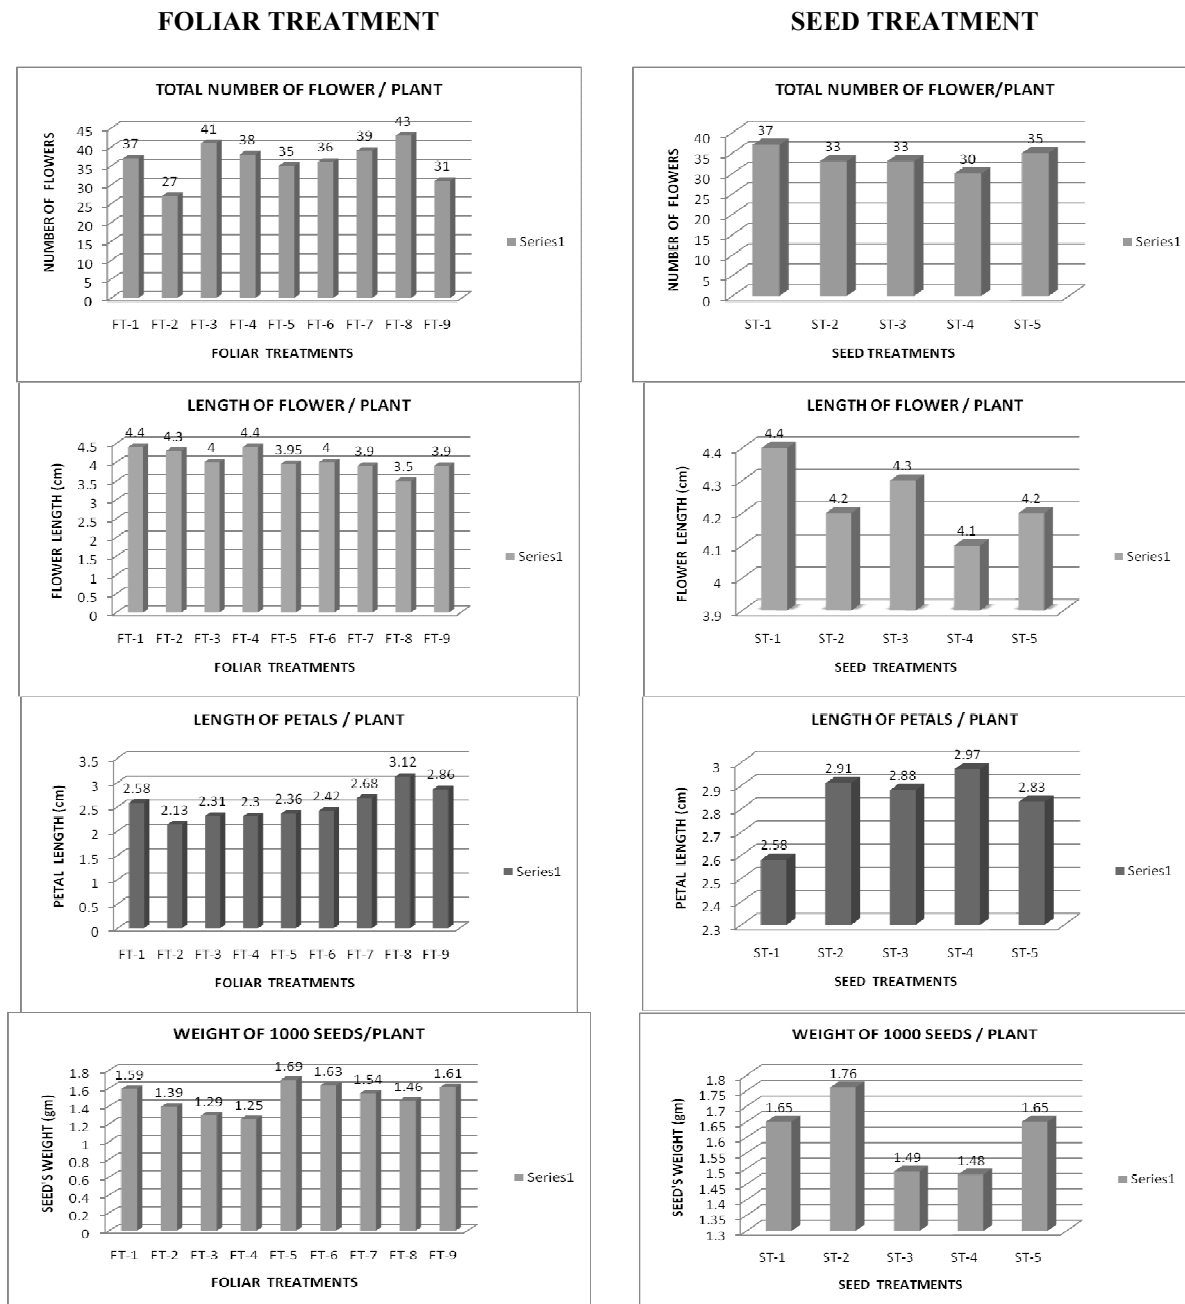 FOLIAR TREATMENT
SEED TREATMENT
TOTAL NUMBER OF FLOWER / PLANT
NUMBER OF FLOWERS
45
40
35
30
25
20
15
10
5
0
37 27 41 38 35 36 39 43 31
FT-1 FT-2 FT-3 FT-4 FT-5 FT-6 FT-7 FT-8 FT-9
FOLIAR TREATMENTS
Series1
TOTAL NUMBER OF FLOWER/PLANT
NUMBER OF FLOWERS
40
35
30
25
20
15
10
5
0
37 33 33 30 35
ST-1 ST-2 ST-3 ST-4 ST-5
SEED TREATMENTS
Series1
LENGTH OF FLOWER / PLANT
FLOWER LENGTH (cm)
4.5
4
3.5
3
2.5
2
1.5
1
0.5
0
4.4 4.3 4 4.4 3.95 4 3.9 3.5 3.9
FT-1 FT-2 FT-3 FT-4 FT-5 FT-6 FT-7 FT-8 FT-9
FOLIAR TREATMENTS
Series1
LENGTH OF FLOWER / PLANT
FLOWER LENGTH (cm)
4.4
4.3
4.2
4.1
4
3.9
4.4 4.2 4.3 4.1 4.2
ST-1 ST-2 ST-3 ST-4 ST-5
SEED TREATMENTS
Series1
LENGTH OF PETALS / PLANT
PETAL LENGTH (cm)
3.5
3
2.5
2
1.5
1
0.5
0
2.58 2.13 2.31 2.3 2.36 2.42 2.68 3.12 2.86
FT-1 FT-2 FT-3 FT-4 FT-5 FT-6 FT-7 FT-8 FT-9
FOLIAR TREATMENTS
Series1
LENGTH OF PETALS / PLANT
PETAL LENGTH (cm)
3
2.9
2.8
2.7
2.6
2.5
2.4
2.3
2.58 2.91 2.88 2.97 2.83
ST-1 ST-2 ST-3 ST-4 ST-5
SEED TREATMENTS
Series1
WEIGHT OF 1000 SEEDS/PLANT
SEED'S WEIGHT (gm)
1.8
1.6
1.4
1.2
1
0.8
0.6
0.4
0.2
0
1.59 1.39 1.29 1.25 1.69 1.63 1.54 1.46 1.61
FT-1 FT-2 FT-3 FT-4 FT-5 FT-6 FT-7 FT-8 FT-9
FOLIAR TREATMENTS
Series1
WEIGHT OF 1000 SEEDS / PLANT
SEED'S WEIGHT (gm)
1.8
1.75
1.7
1.65
1.6
1.55
1.5
1.45
1.4
1.35
1.3
1.65 1.76 1.49 1.48 1.65
ST-1 ST-2 ST-3 ST-4 ST-5
SEED TREATMENTS
Series1